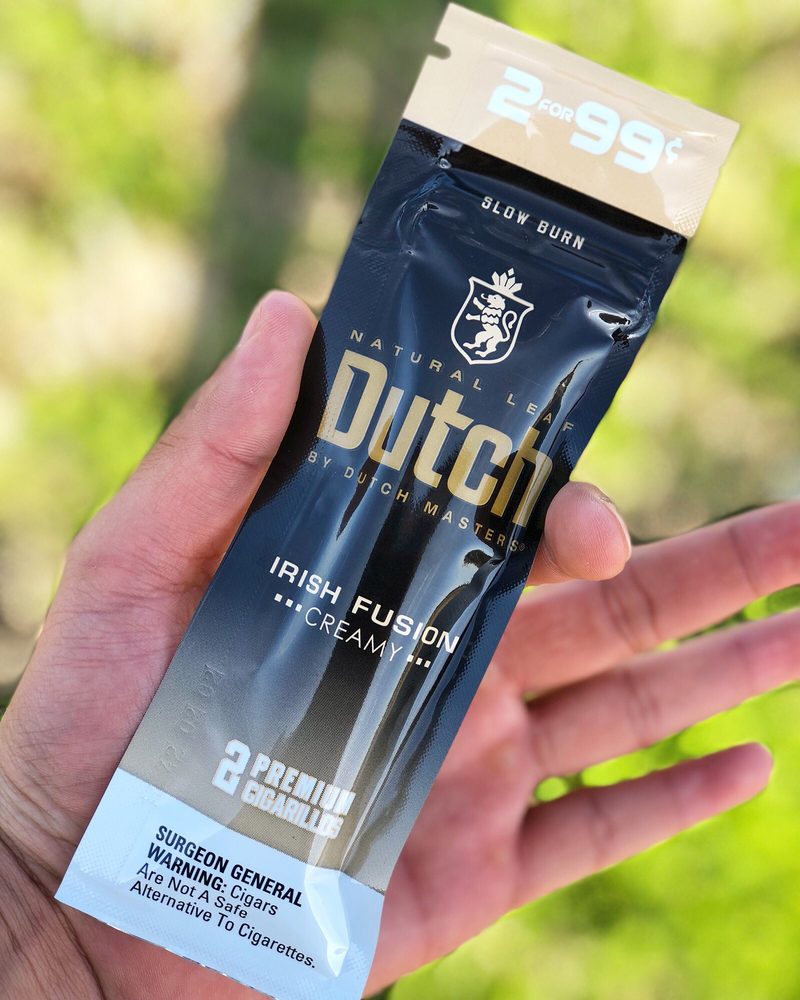 2 FOR 99¢
SLOW BURN
NATURAL LEAF
Dutch
BY DUTCH MASTERS®
IRISH FUSION
CREAMY
2 PREMIUM
CIGARILLOS
SURGEON GENERAL
WARNING: Cigars
Are Not A Safe
Alternative To Cigarettes.